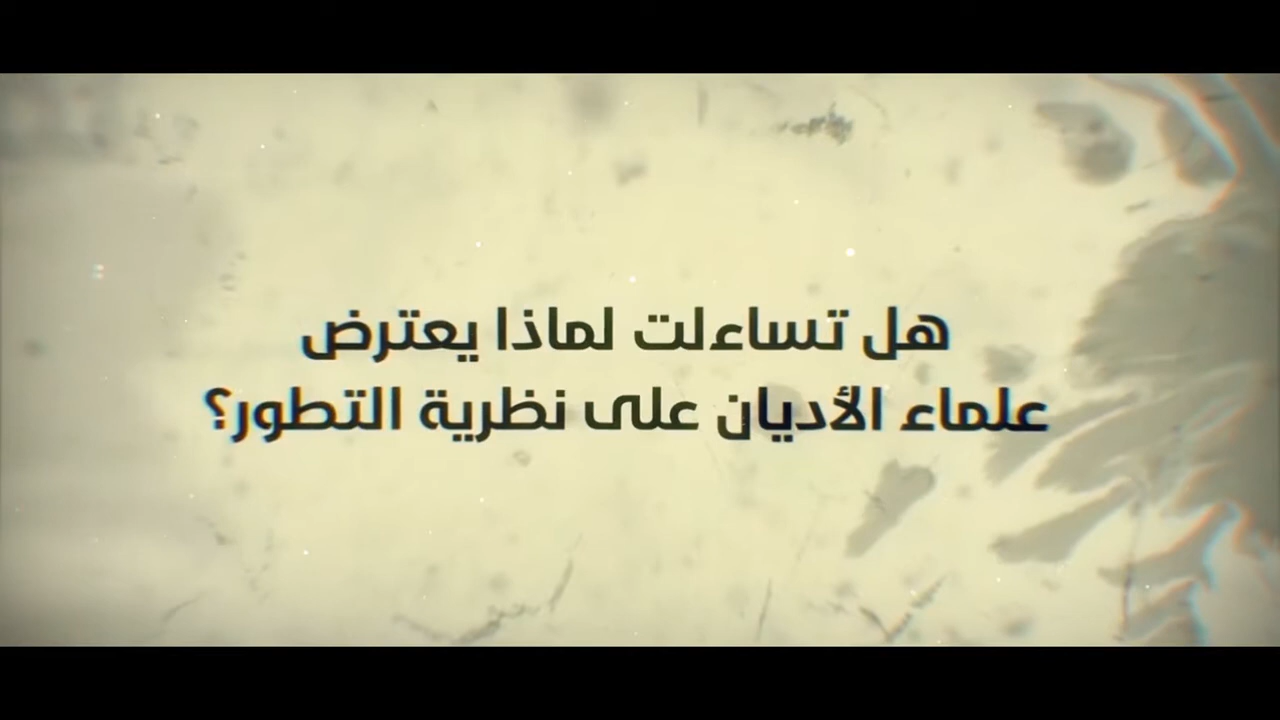 هل تساءلت لماذا يعترض
علماء الأديان على نظرية التطور؟